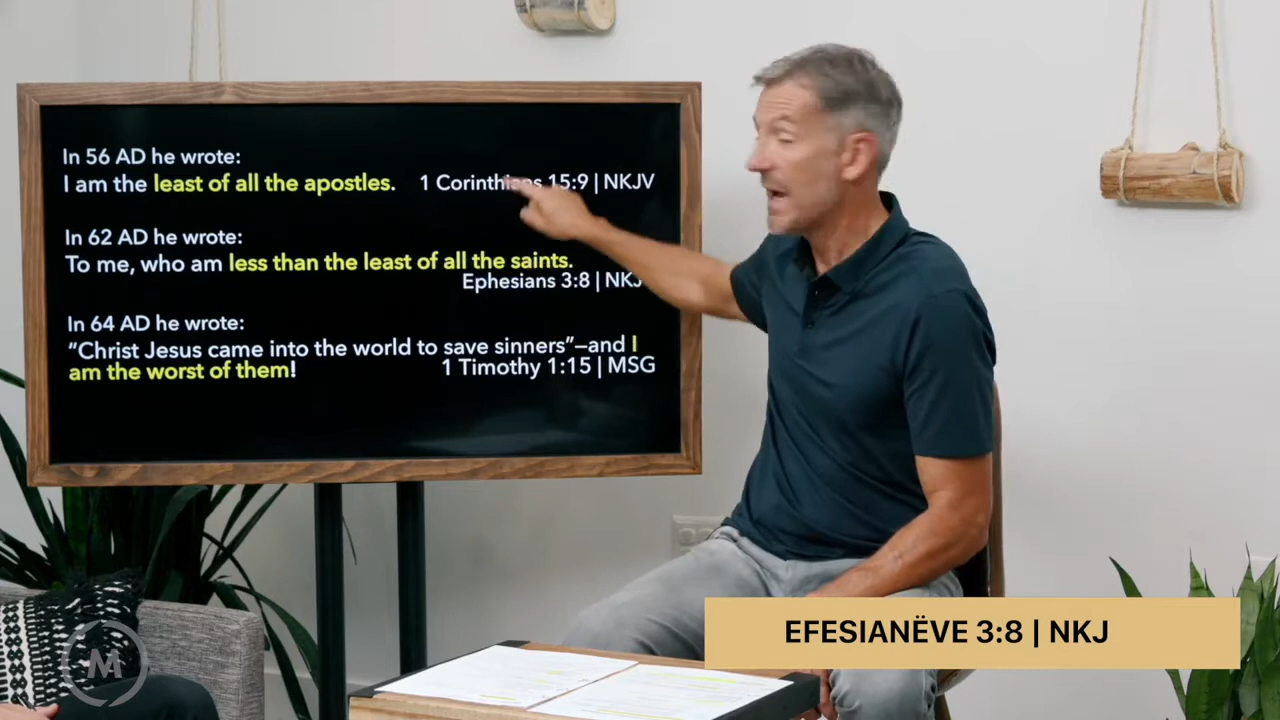 In 56 AD he wrote:
I am the least of all the apostles. 1 Corinthians 15:9 | NKJV
In 62 AD he wrote:
To me, who am less than the least of all the saints.
Ephesians 3:8 | NKJ
In 64 AD he wrote:
“Christ Jesus came into the world to save sinners”—and I
am the worst of them! 1 Timothy 1:15 | MSG
EFESIANËVE 3:8 | NKJ
M